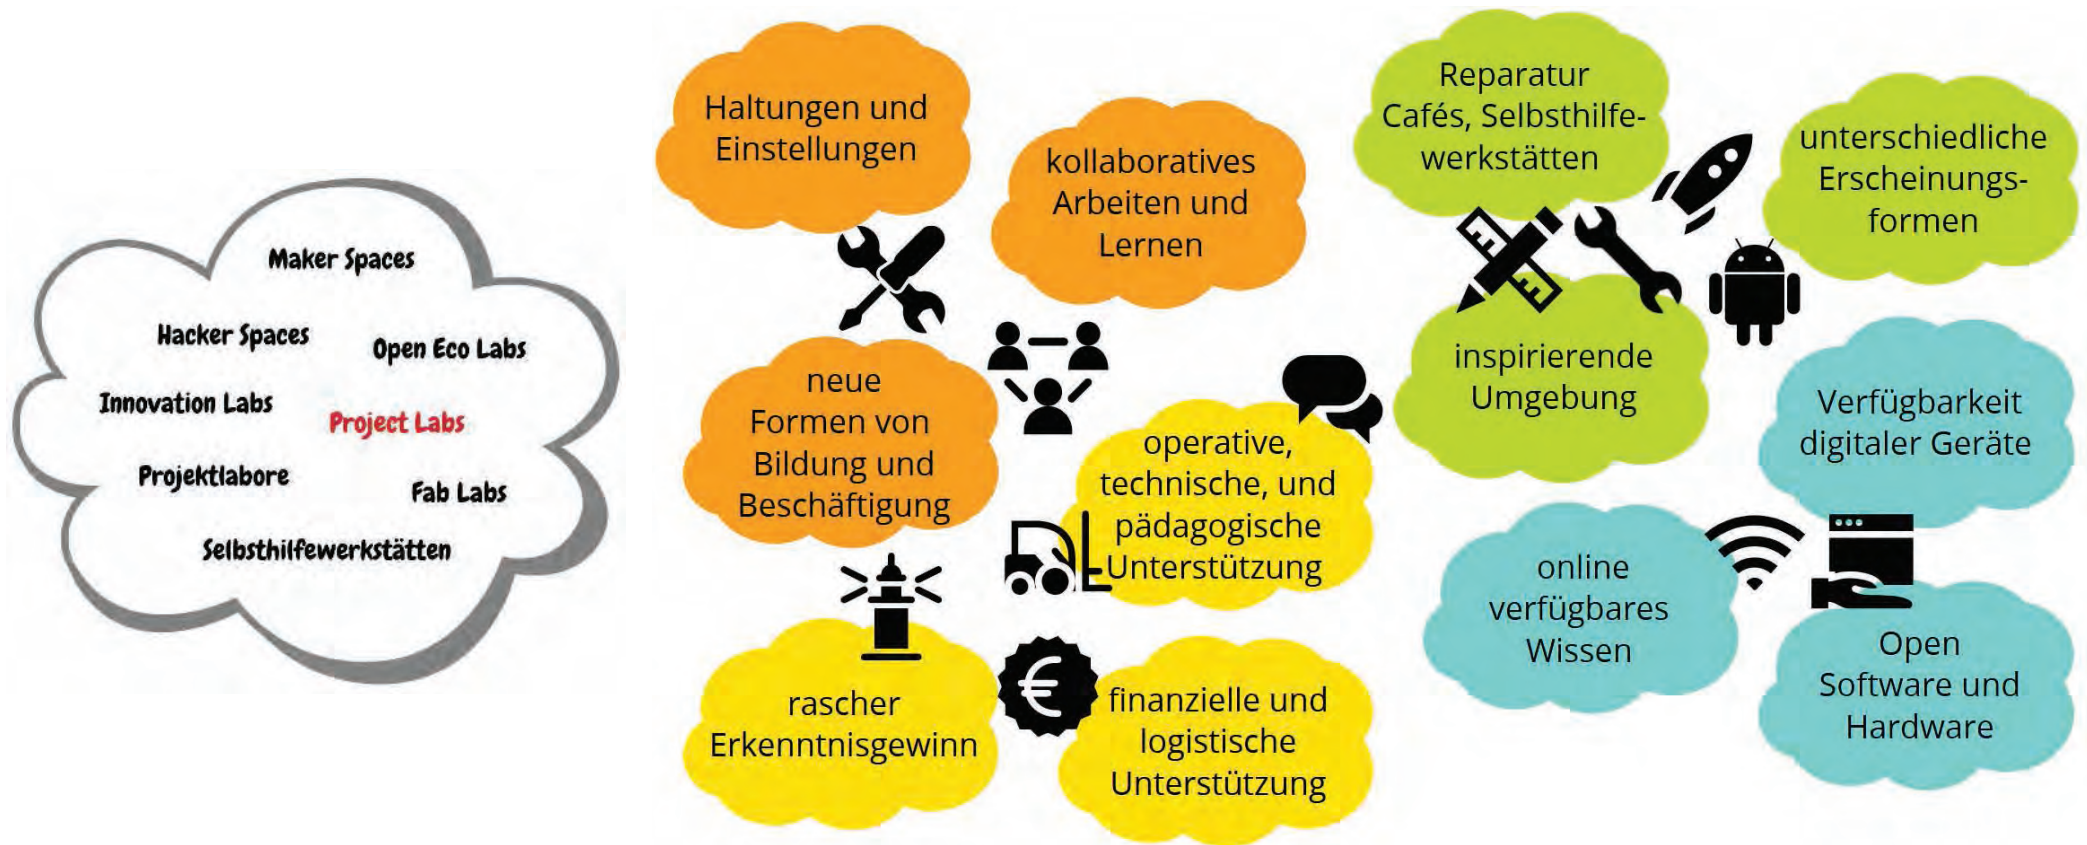 Maker Spaces
Hacker Spaces
Open Eco Labs
Innovation Labs
Project Labs
Projektlabore
Fab Labs
Selbsthilfewerkstätten
Haltungen und
Einstellungen
kollaboratives
Arbeiten und
Lernen
neue
Formen von
Bildung und
Beschäftigung
operative,
technische, und
pädagogische
Unterstützung
rascher
Erkenntnisgewinn
€
finanzielle und
logistische
Unterstützung
Reparatur
Cafés, Selbsthilfe-
werkstätten
unterschiedliche
Erscheinungs-
formen
inspirierende
Umgebung
Verfügbarkeit
digitaler Geräte
online
verfügbares
Wissen
Open
Software und
Hardware